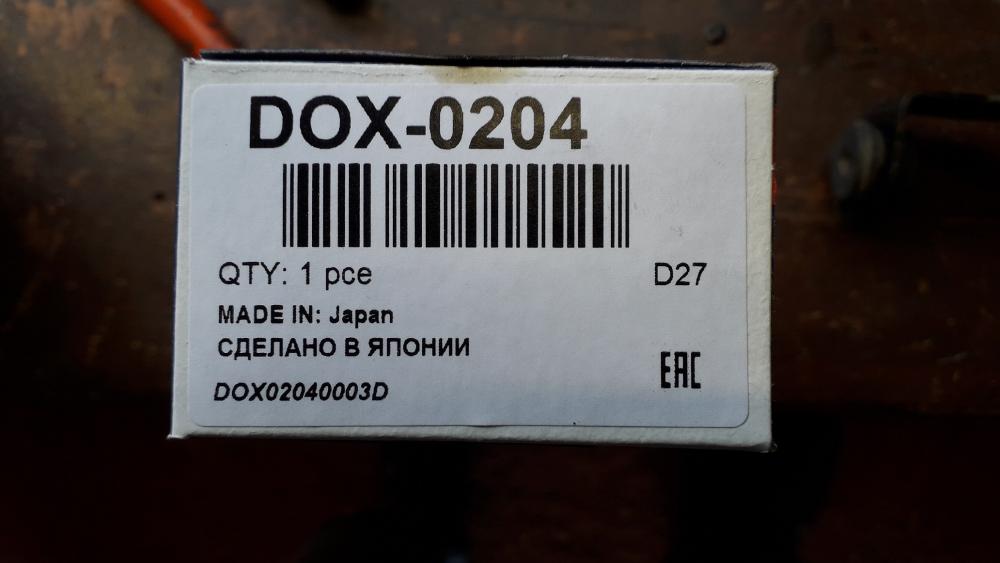 DOX-0204
QTY: 1 pce D27
MADE IN: Japan
СДЕЛАНО В ЯПОНИИ
EAC
DOX02040003D